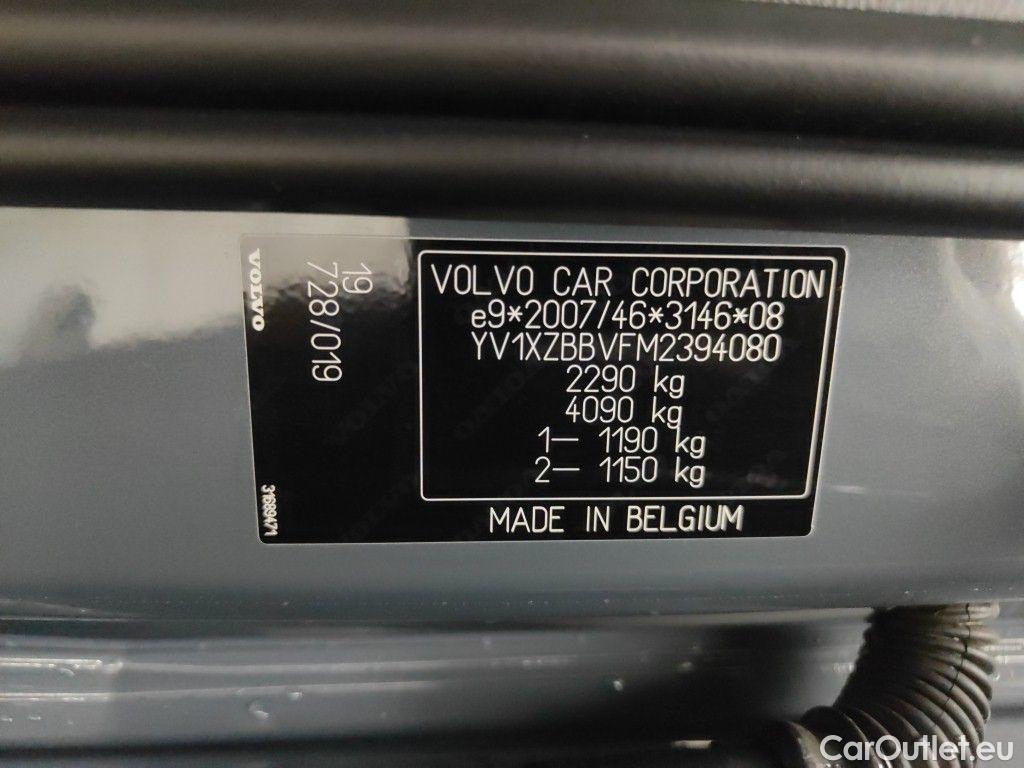 VOLVO
19
728/019
31689471
VOLVO CAR CORPORATION
e9*2007/46*3146*08
YV1XZBBVFM2394080
2290 kg
4090 kg
1– 1190 kg
2– 1150 kg
MADE IN BELGIUM
CarOutlet.eu